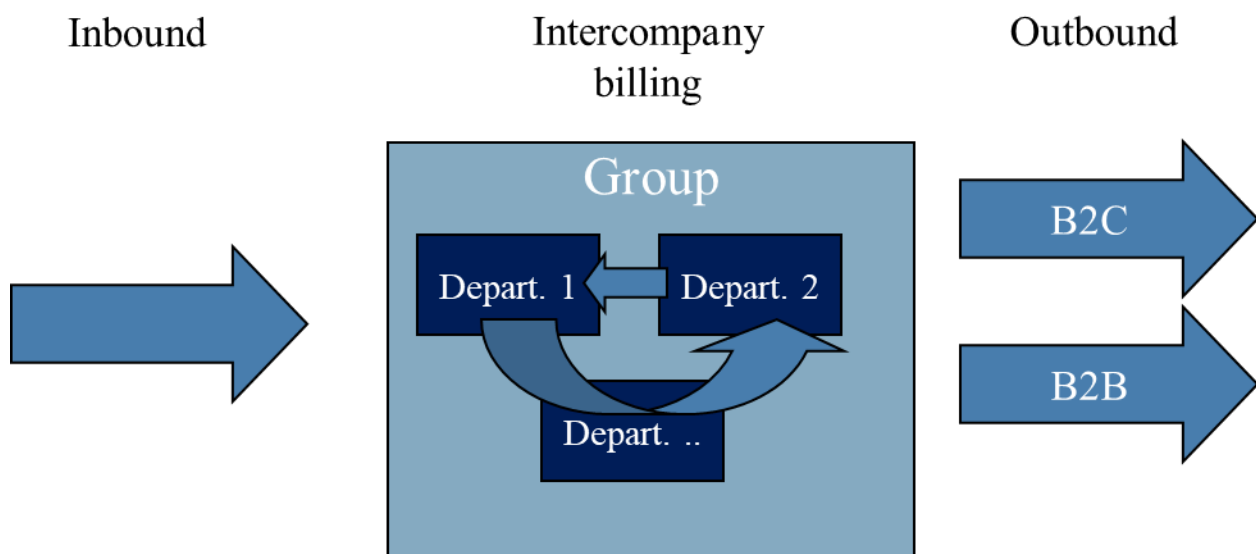 Inbound
Intercompany
billing
Outbound
Group
Depart. 1
Depart. 2
Depart. ..
B2C
B2B